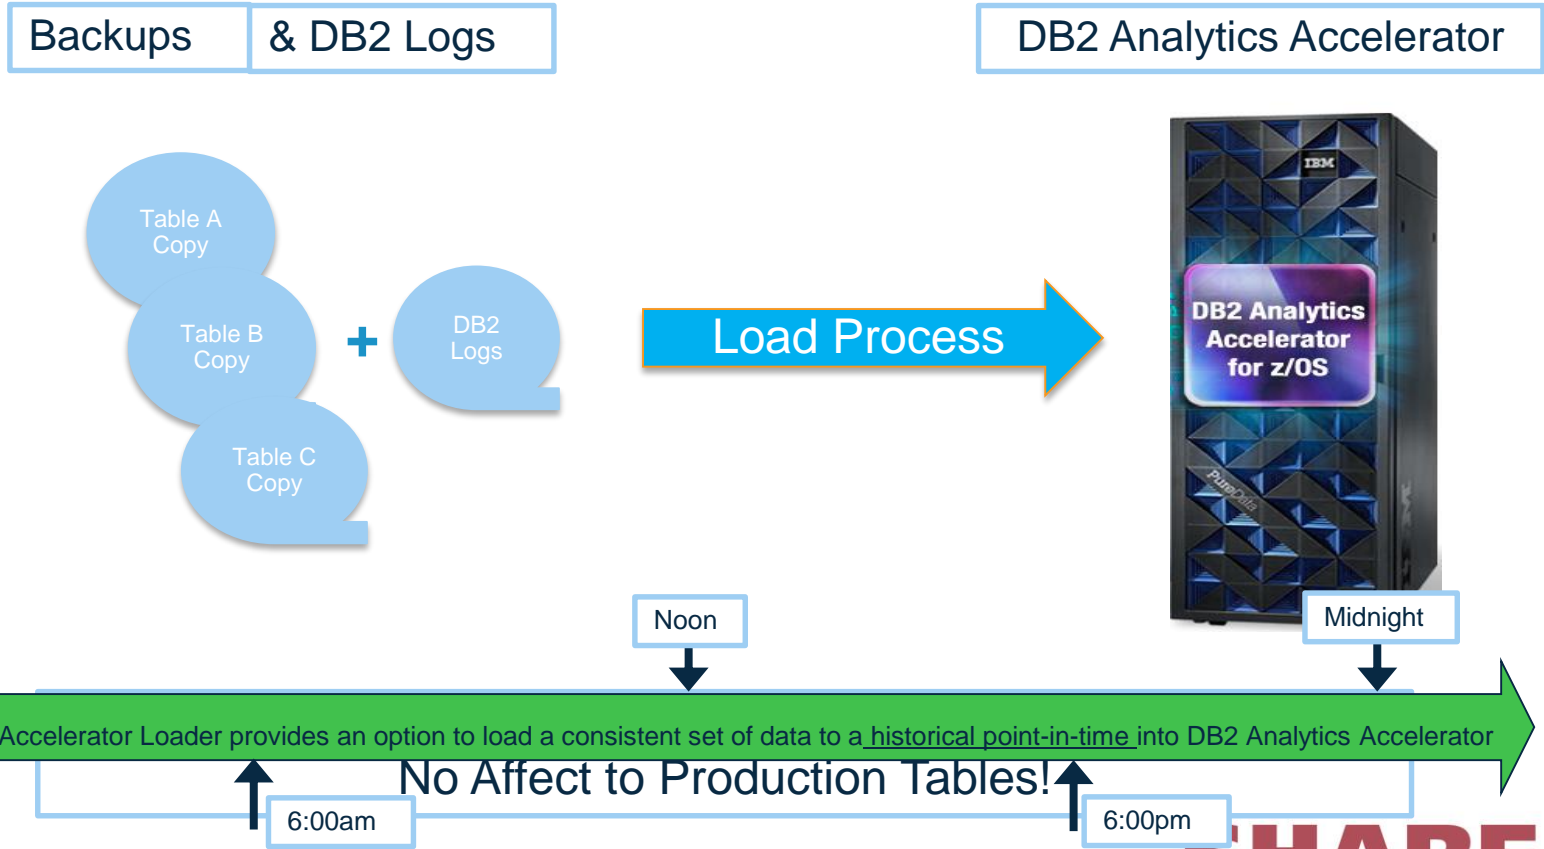 Backups & DB2 Logs
DB2 Analytics Accelerator
Table A
Copy
Table B
Copy
Table C
Copy
+
DB2
Logs
Load Process
IBM
DB2 Analytics
Accelerator
for z/OS
PureData
IBM
Noon
Midnight
Accelerator Loader provides an option to load a consistent set of data to a historical point-in-time into DB2 Analytics Accelerator
No Affect to Production Tables!
6:00am
6:00pm
SHARE